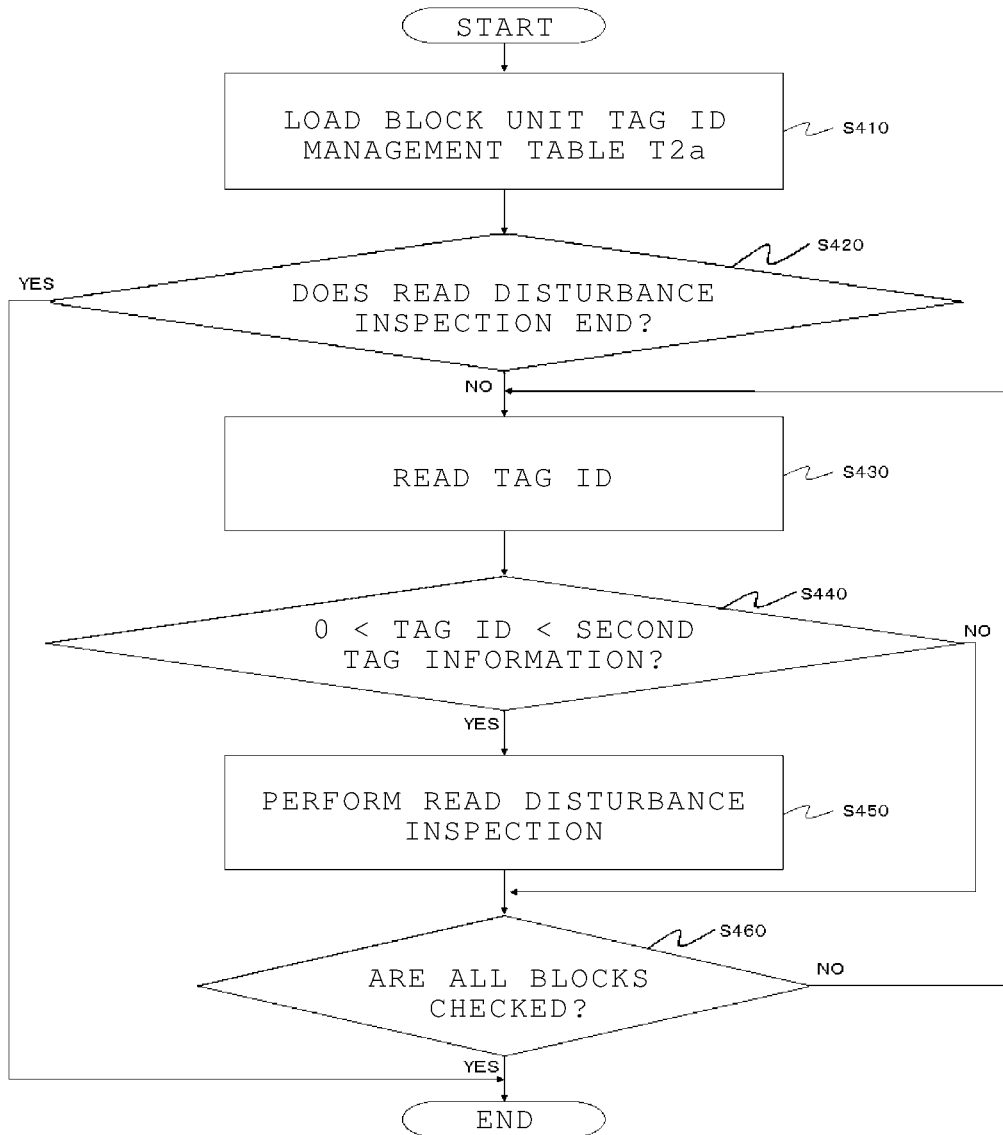 START
LOAD BLOCK UNIT TAG ID
MANAGEMENT TABLE T2a
S410
S420
YES
DOES READ DISTURBANCE
INSPECTION END?
NO
READ TAG ID
S430
S440
0 < TAG ID < SECOND
TAG INFORMATION?
NO
YES
PERFORM READ DISTURBANCE
INSPECTION
S450
S460
ARE ALL BLOCKS
CHECKED?
NO
YES
END